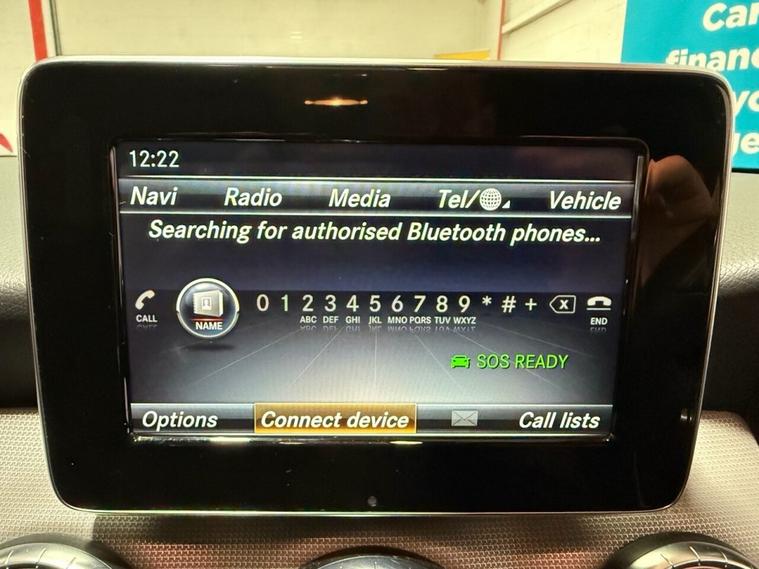 Car
finan
12:22
Navi Radio Media Tel/ Vehicle
Searching for authorised Bluetooth phones...
CALL NAME 0 1 2 3 4 5 6 7 8 9 * # + END
ABC DEF GHI JKL MNO PQRS TUV WXYZ
SOS READY
Options Connect device Call lists